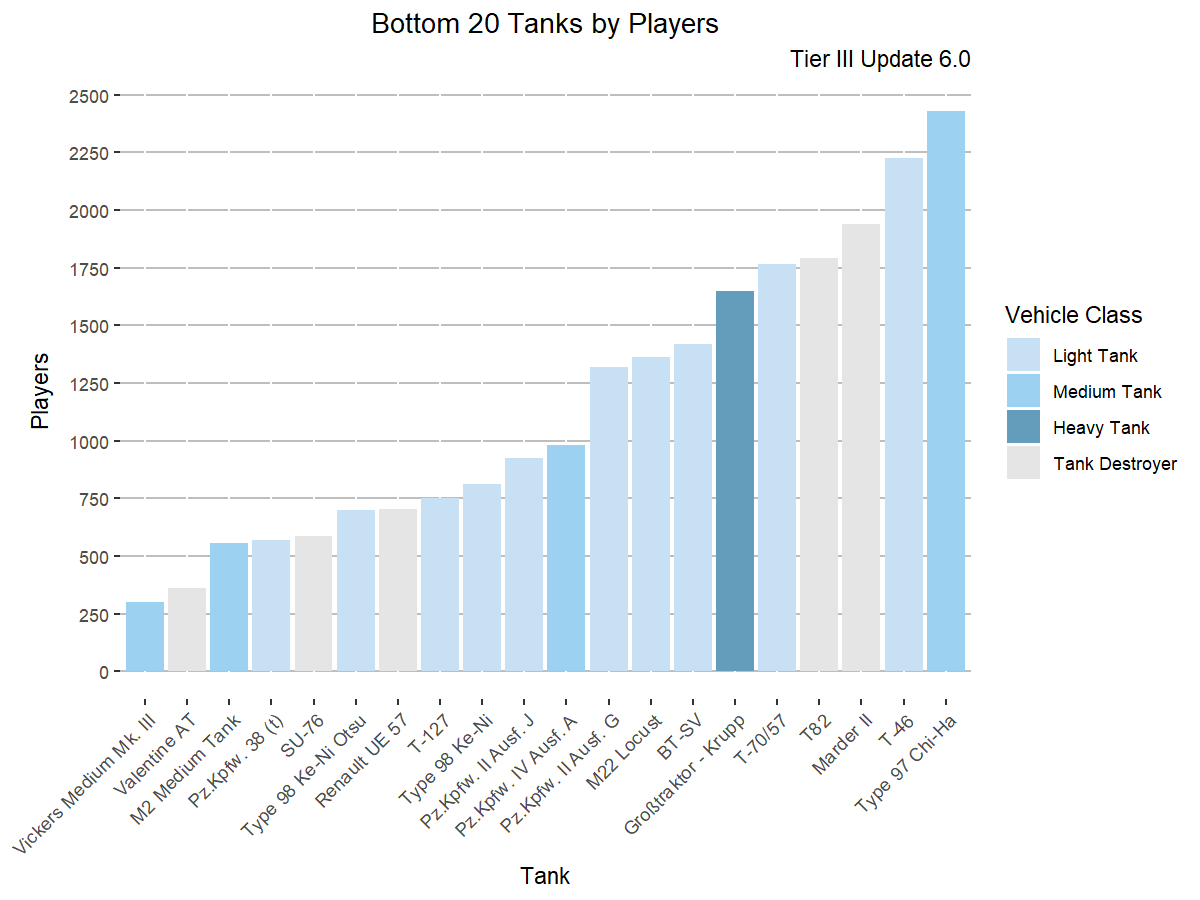 Bottom 20 Tanks by Players
Tier III Update 6.0
Players
2500
2250
2000
1750
1500
1250
1000
750
500
250
0
Vickers Medium Mk. III
Valentine AT
M2 Medium Tank
Pz.Kpfw. 38 (t)
SU-76
Type 98 Ke-Ni Otsu
Renault UE 57
T-127
Type 98 Ke-Ni
Pz.Kpfw. II Ausf. J
Pz.Kpfw. IV Ausf. A
Pz.Kpfw. II Ausf. G
M22 Locust
BT-SV
Großtraktor - Krupp
T-70/57
T82
Marder II
T-46
Type 97 Chi-Ha
Tank
Vehicle Class
Light Tank
Medium Tank
Heavy Tank
Tank Destroyer